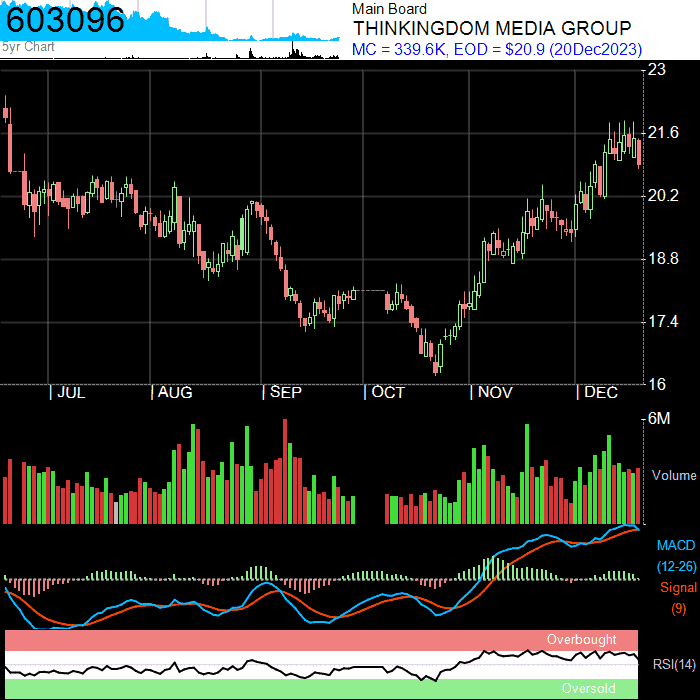 603096
5yr Chart
Main Board
THINKINGDOM MEDIA GROUP
MC = 339.6K, EOD = $20.9 (20Dec2023)
23
21.6
20.2
18.8
17.4
16
| JUL | AUG | SEP | OCT | NOV | DEC
6M
Volume
MACD
(12-26)
Signal
(9)
Overbought
RSI(14)
Oversold